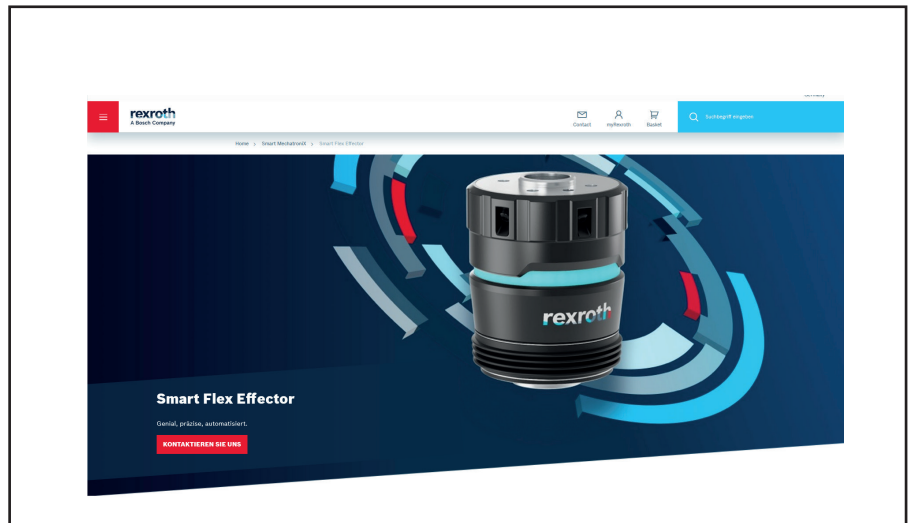 Germany
rexroth
A Bosch Company
Contact
myRexroth
Basket
Suchbegriff eingeben
Home > Smart MechatroniX > Smart Flex Effector
rexroth
Smart Flex Effector
Genial, präzise, automatisiert.
KONTAKTIEREN SIE UNS